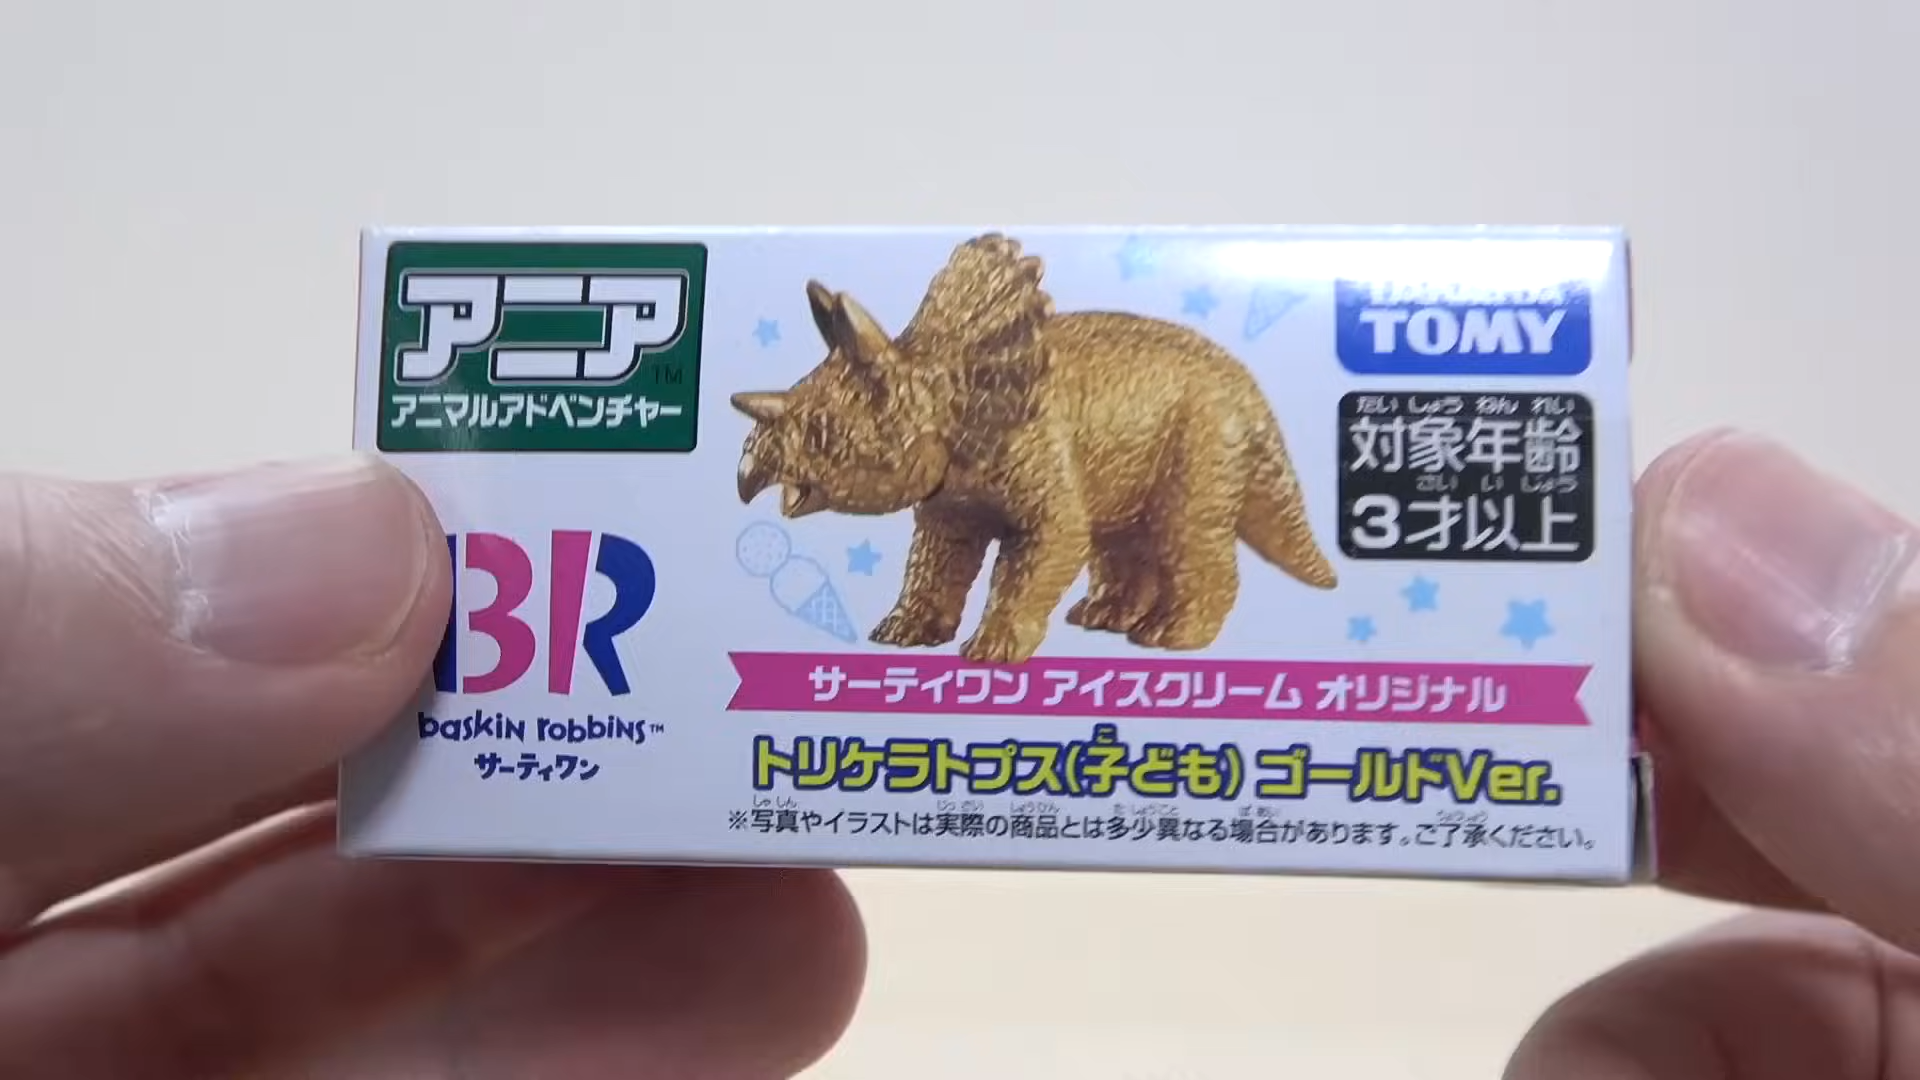 アニア
TM
アニマルアドベンチャー
BR
baskin robbins™
サーティワン
TOMY
たいしょうねんれい
対象年齢
さいいじょう
3才以上
サーティワン アイスクリーム オリジナル
こ
トリケラトプス(子ども) ゴールドVer.
※写真やイラストは実際の商品とは多少異なる場合があります。ご了承ください。